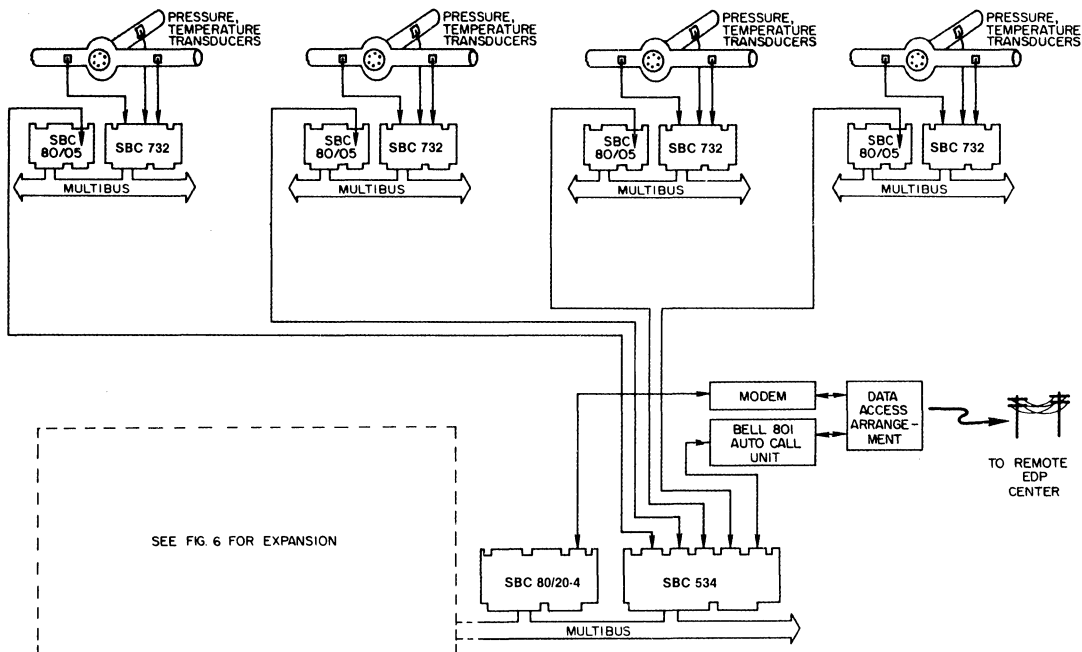 PRESSURE,
TEMPERATURE
TRANSDUCERS
PRESSURE,
TEMPERATURE
TRANSDUCERS
PRESSURE,
TEMPERATURE
TRANSDUCERS
PRESSURE,
TEMPERATURE
TRANSDUCERS
SBC
80/05
SBC 732
MULTIBUS
SBC
80/05
SBC 732
MULTIBUS
SBC
80/05
SBC 732
MULTIBUS
SBC
80/05
SBC 732
MULTIBUS
MODEM
BELL 801
AUTO CALL
UNIT
DATA
ACCESS
ARRANGE-
MENT
TO REMOTE
EDP
CENTER
SEE FIG. 6 FOR EXPANSION
SBC 80/20-4
SBC 534
MULTIBUS